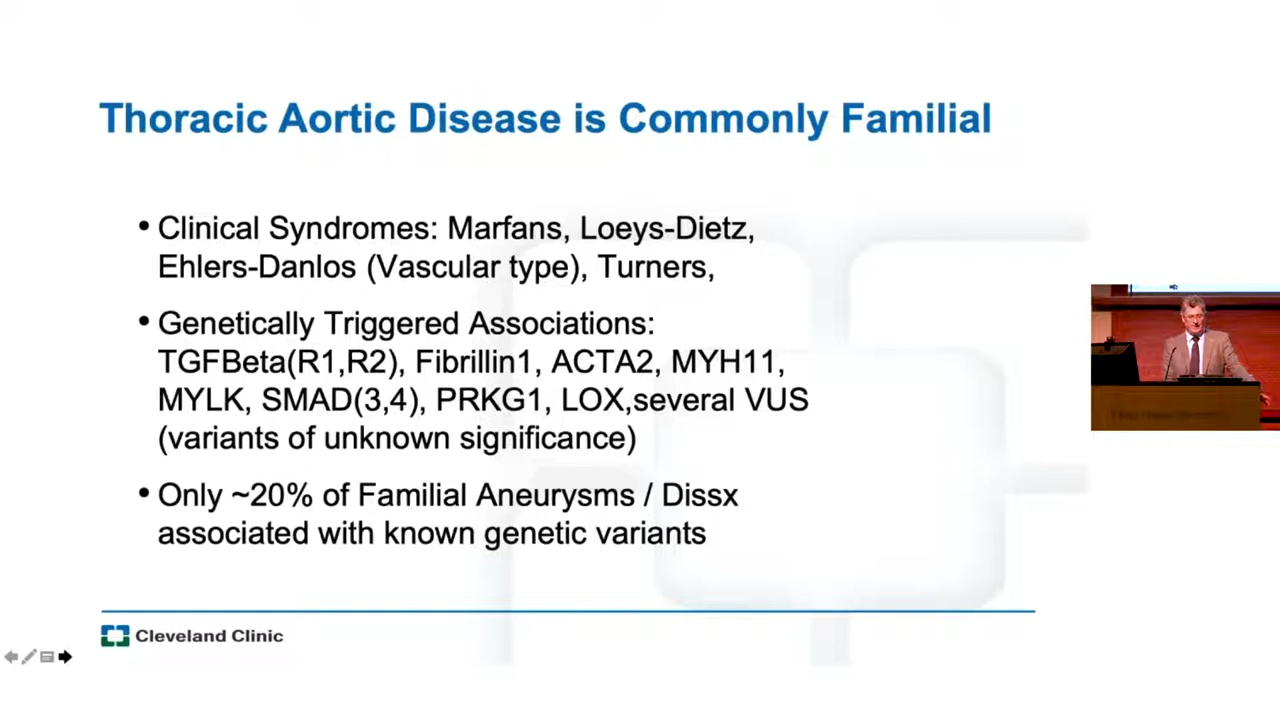 Thoracic Aortic Disease is Commonly Familial
• Clinical Syndromes: Marfans, Loeys-Dietz,
Ehlers-Danlos (Vascular type), Turners,
• Genetically Triggered Associations:
TGFBeta(R1,R2), Fibrillin1, ACTA2, MYH11,
MYLK, SMAD(3,4), PRKG1, LOX,several VUS
(variants of unknown significance)
• Only ~20% of Familial Aneurysms / Dissx
associated with known genetic variants
Cleveland Clinic